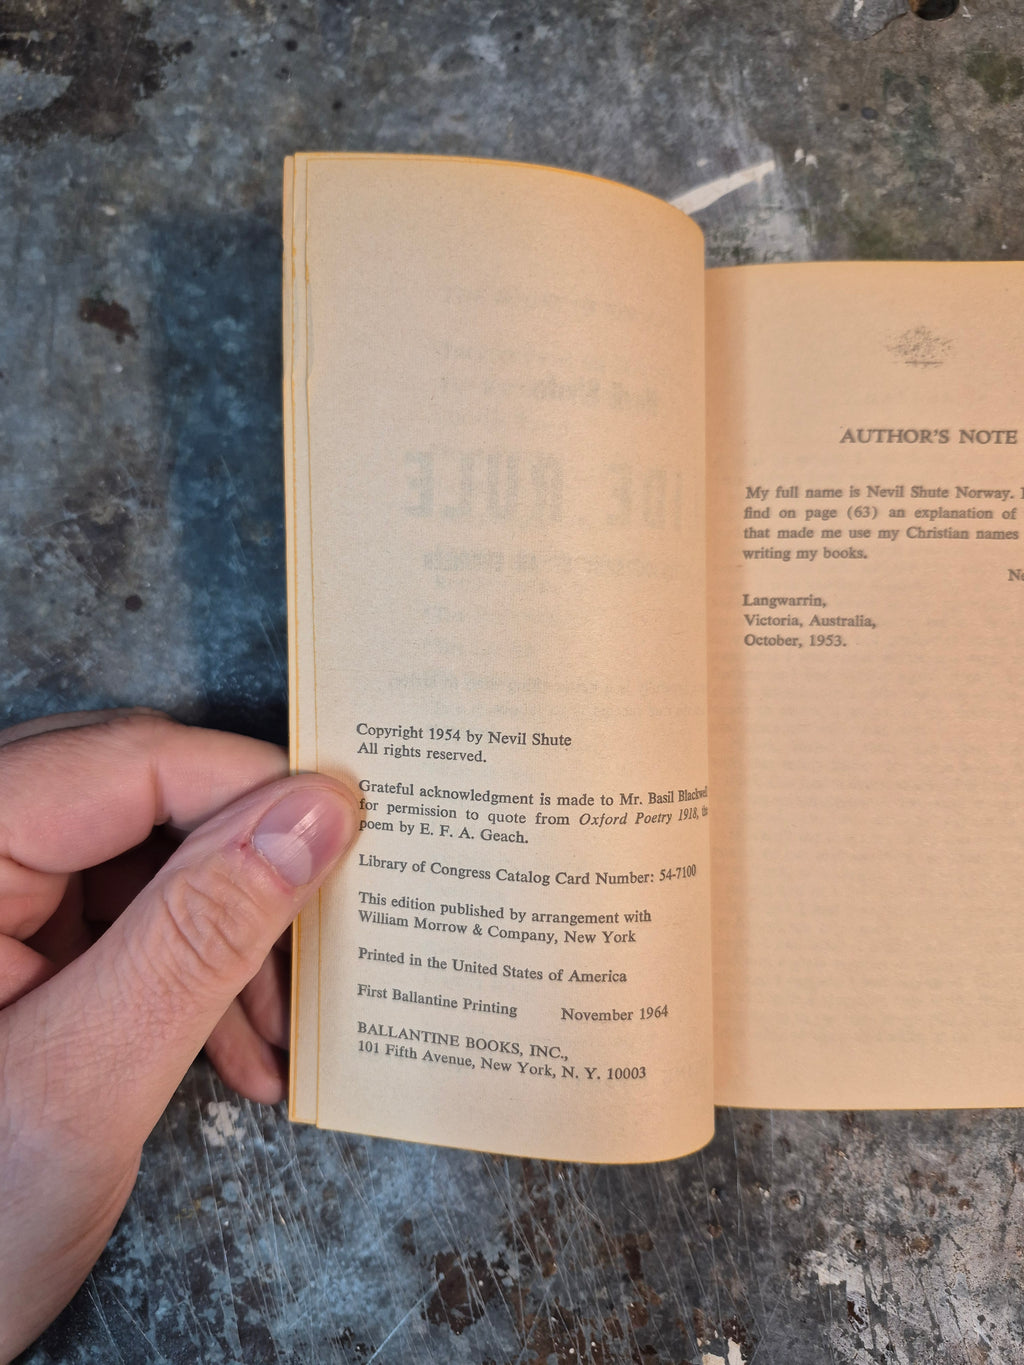 Copyright 1954 by Nevil Shute
All rights reserved.
Grateful acknowledgment is made to Mr. Basil
for permission to quote from Oxford Poetry 1918,
poem by E. F. A. Geach.
Library of Congress Catalog Card Number: 54-7100
This edition published by arrangement with
William Morrow & Company, New York
Printed in the United States of America
First Ballantine Printing November 1964
BALLANTINE BOOKS, INC.,
101 Fifth Avenue, New York, N. Y. 10003
AUTHOR'S NOTE
My full name is Nevil Shute Norway.
find on page (63) an explanation of
that made me use my Christian names
writing my books.
Langwarrin,
Victoria, Australia,
October, 1953.